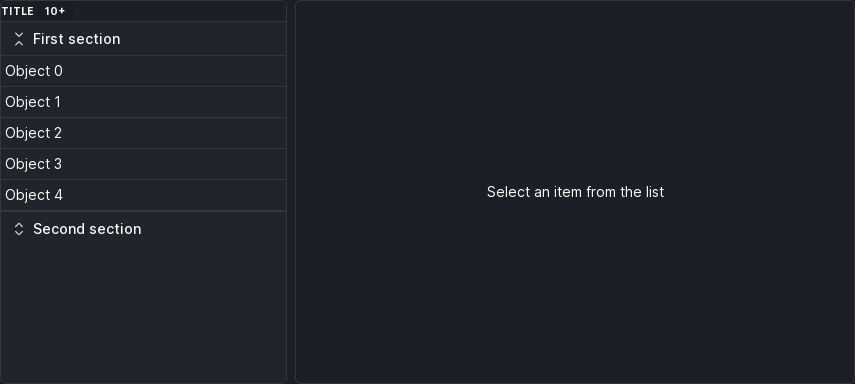 TITLE 10+
First section
Object 0
Object 1
Object 2
Object 3
Object 4
Second section
Select an item from the list